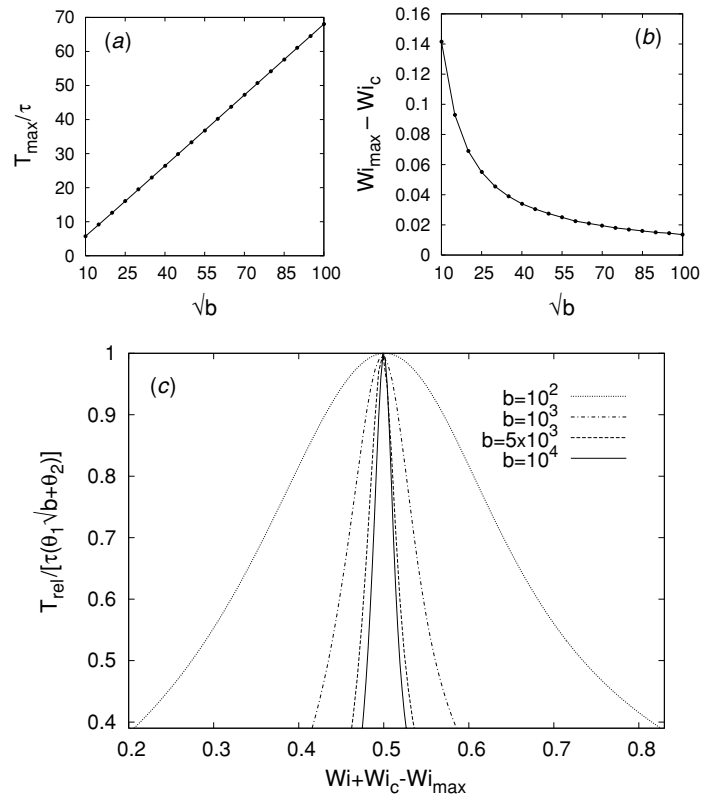 (a)
T_max/τ
70
60
50
40
30
20
10
0
10 25 40 55 70 85 100
√b
(b)
Wi_max − Wi_c
0.16
0.14
0.12
0.1
0.08
0.06
0.04
0.02
0
10 25 40 55 70 85 100
√b
(c)
T_rel/[τ(θ_1√b+θ_2)]
1
0.9
0.8
0.7
0.6
0.5
0.4
b=10^2
b=10^3
b=5x10^3
b=10^4
0.2 0.3 0.4 0.5 0.6 0.7 0.8
Wi+Wi_c-Wi_max